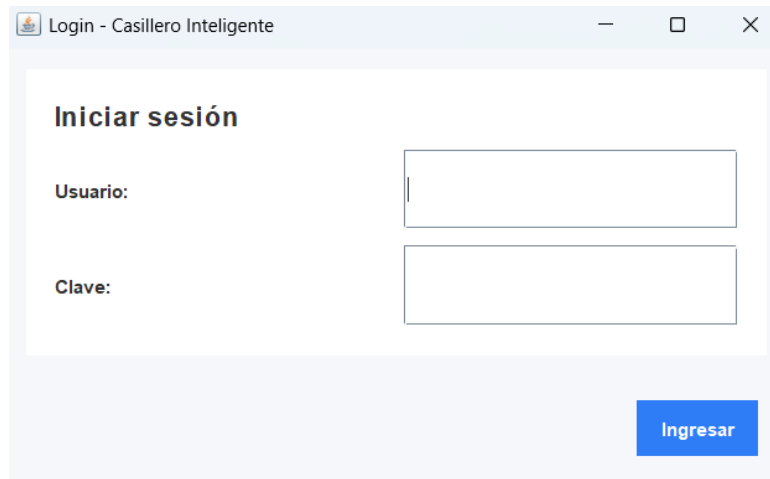 Login - Casillero Inteligente
Iniciar sesión
Usuario:
Clave:
Ingresar